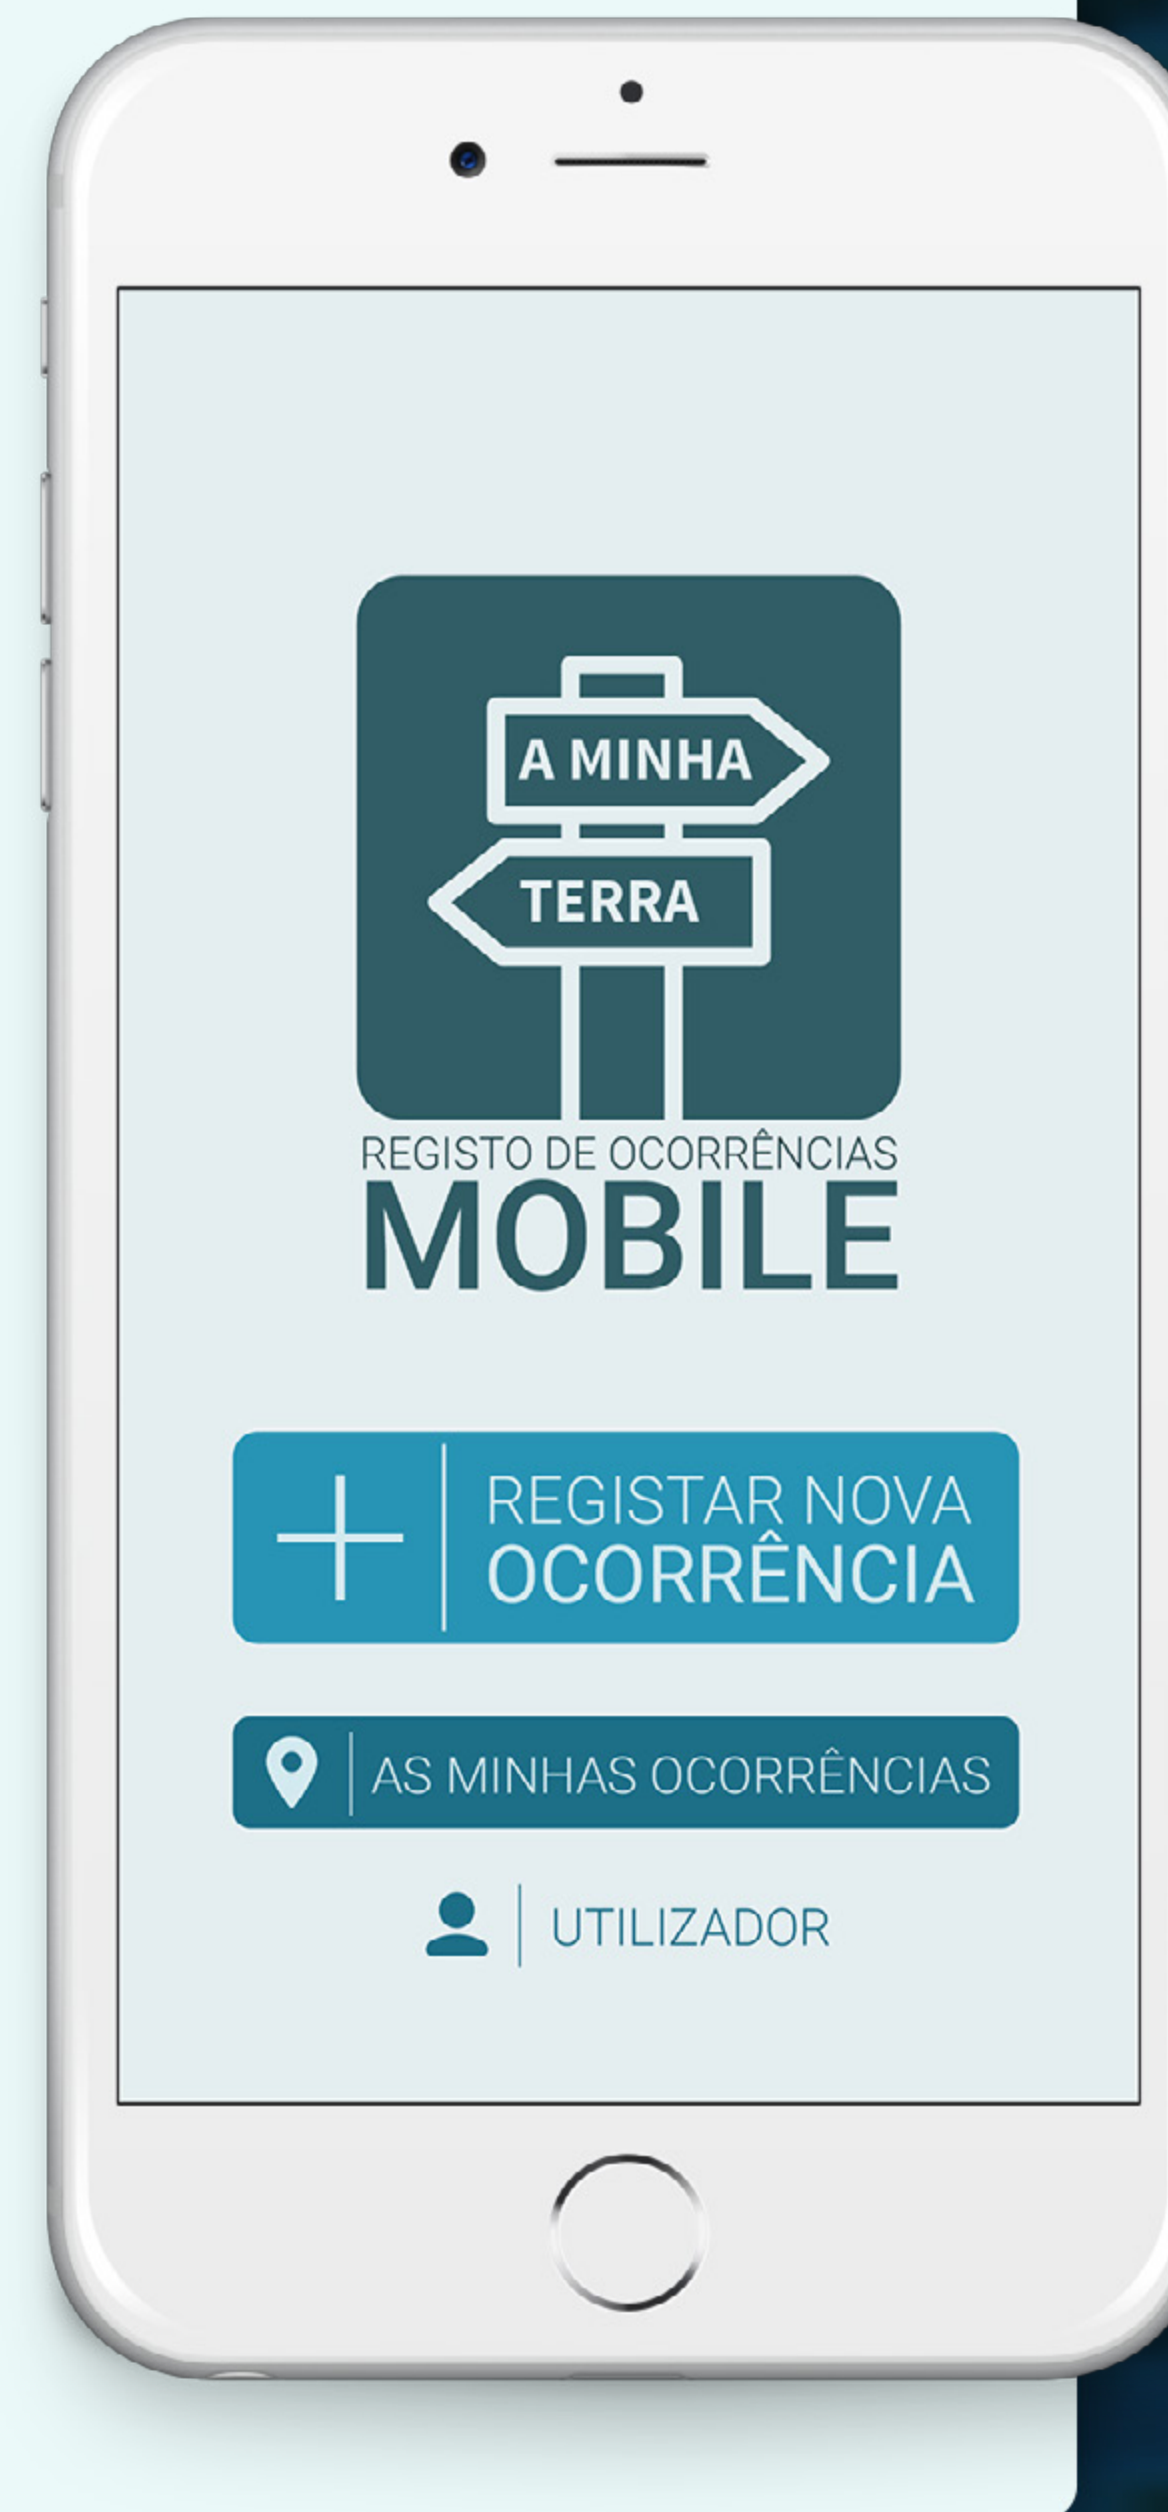 A MINHA
TERRA
REGISTO DE OCORRÊNCIAS
MOBILE
REGISTAR NOVA
OCORRÊNCIA
AS MINHAS OCORRÊNCIAS
UTILIZADOR